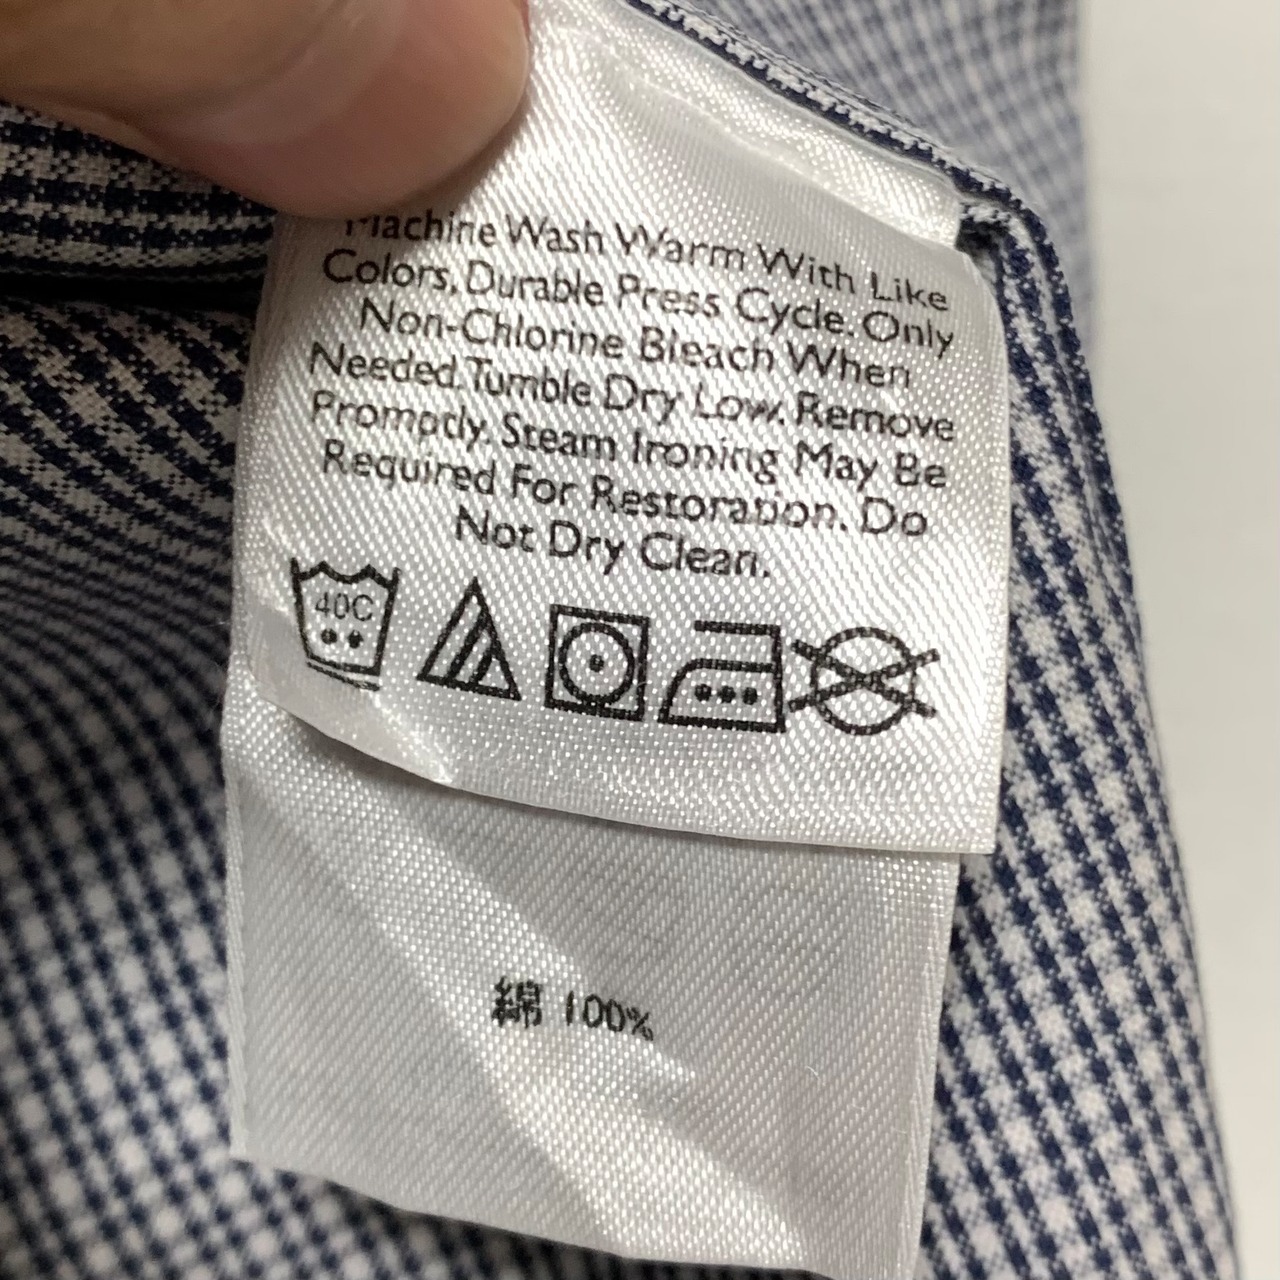 Machine Wash Warm With Like
Colors, Durable Press Cycle. Only
Non-Chlorine Bleach When
Needed. Tumble Dry Low. Remove
Promptly. Steam Ironing May Be
Required For Restoration. Do
Not Dry Clean.
40C
綿 100%